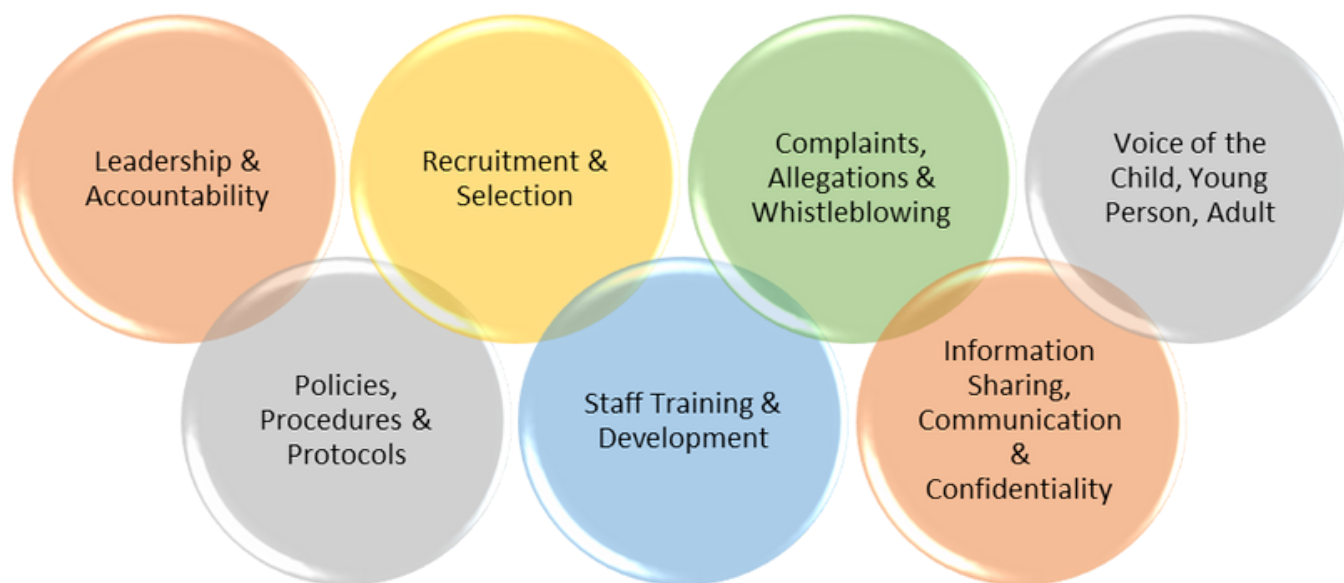 Leadership &
Accountability
Recruitment &
Selection
Complaints,
Allegations &
Whistleblowing
Voice of the
Child, Young
Person, Adult
Policies,
Procedures &
Protocols
Staff Training &
Development
Information
Sharing,
Communication
&
Confidentiality